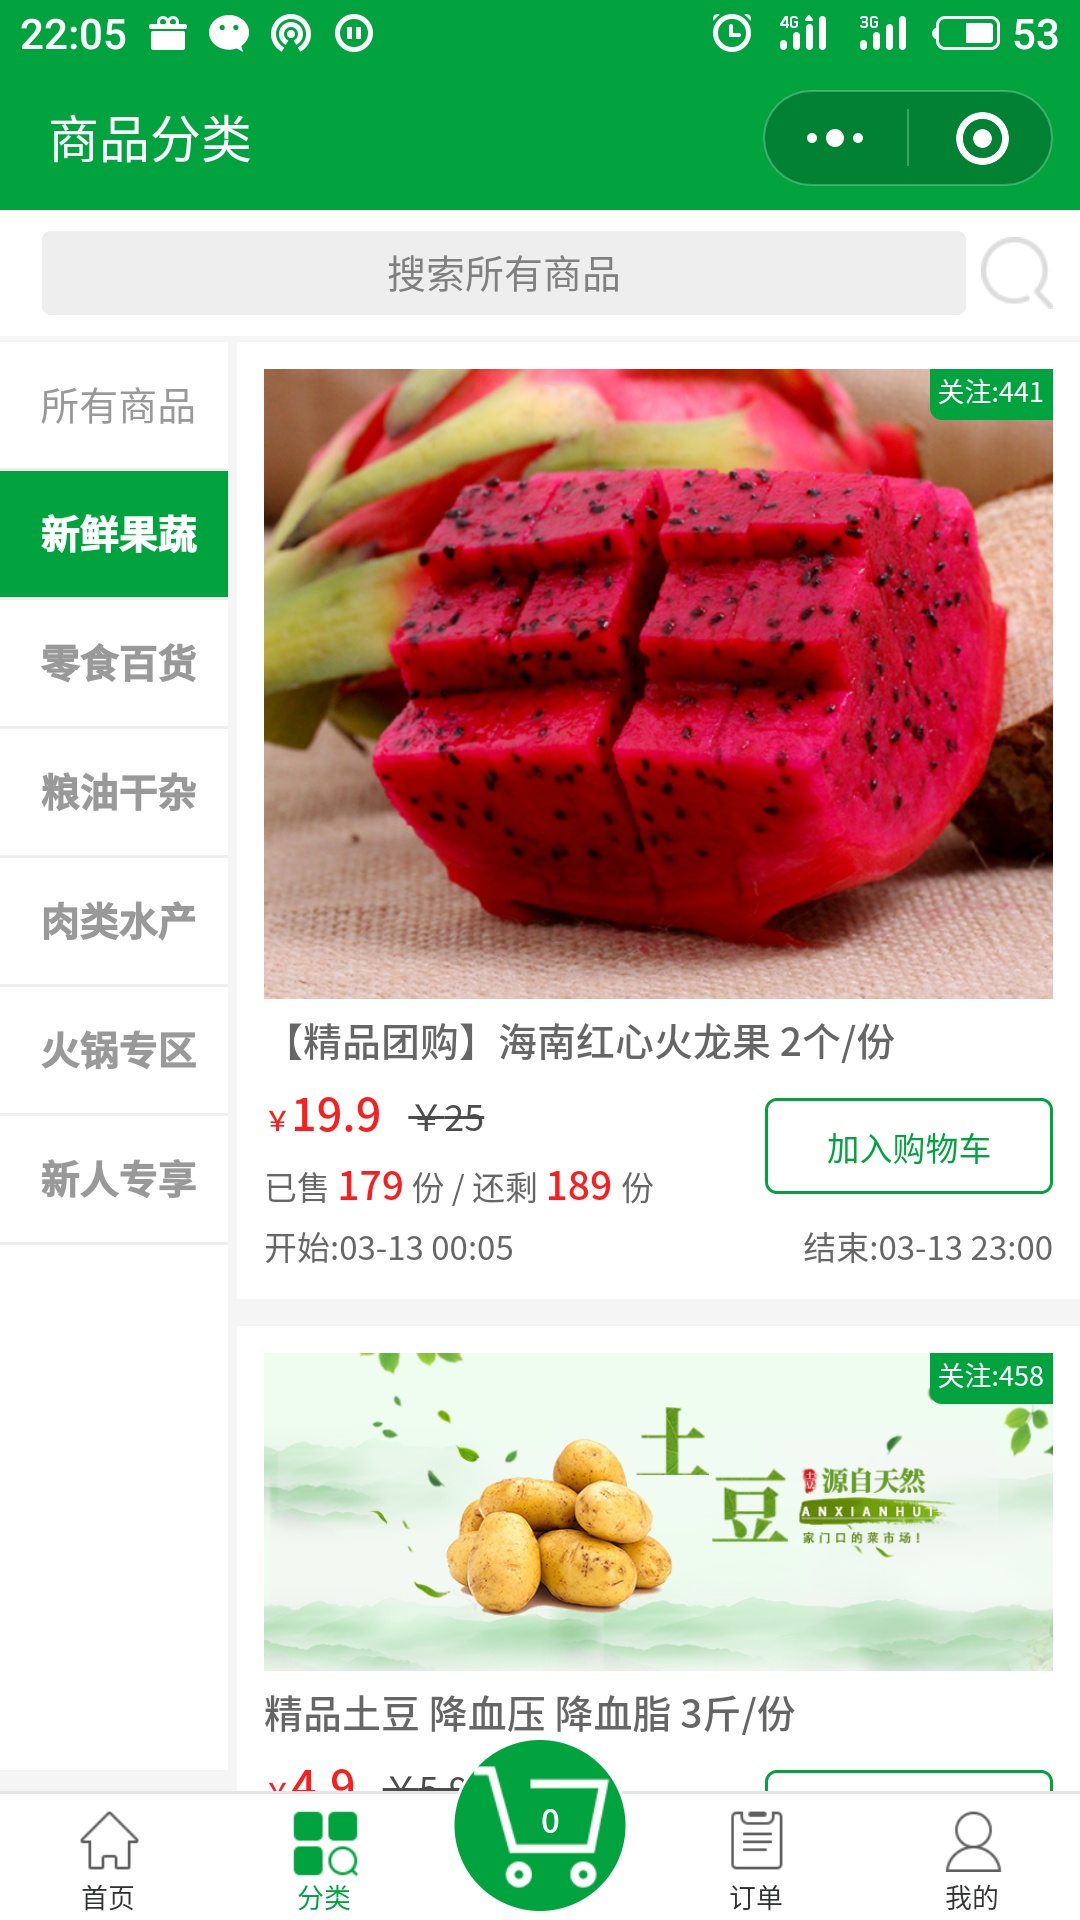 22:05 4G 3G 53
商品分类
搜索所有商品
所有商品
新鲜果蔬
零食百货
粮油干杂
肉类水产
火锅专区
新人专享
关注:441
【精品团购】海南红心火龙果 2个/份
¥19.9 ¥25
加入购物车
已售 179 份 / 还剩 189 份
开始:03-13 00:05 结束:03-13 23:00
关注:458
土豆
源自天然
ANXIANHUI
家门口的菜市场!
精品土豆 降血压 降血脂 3斤/份
¥4.9 ¥5.9
0
首页 分类 订单 我的